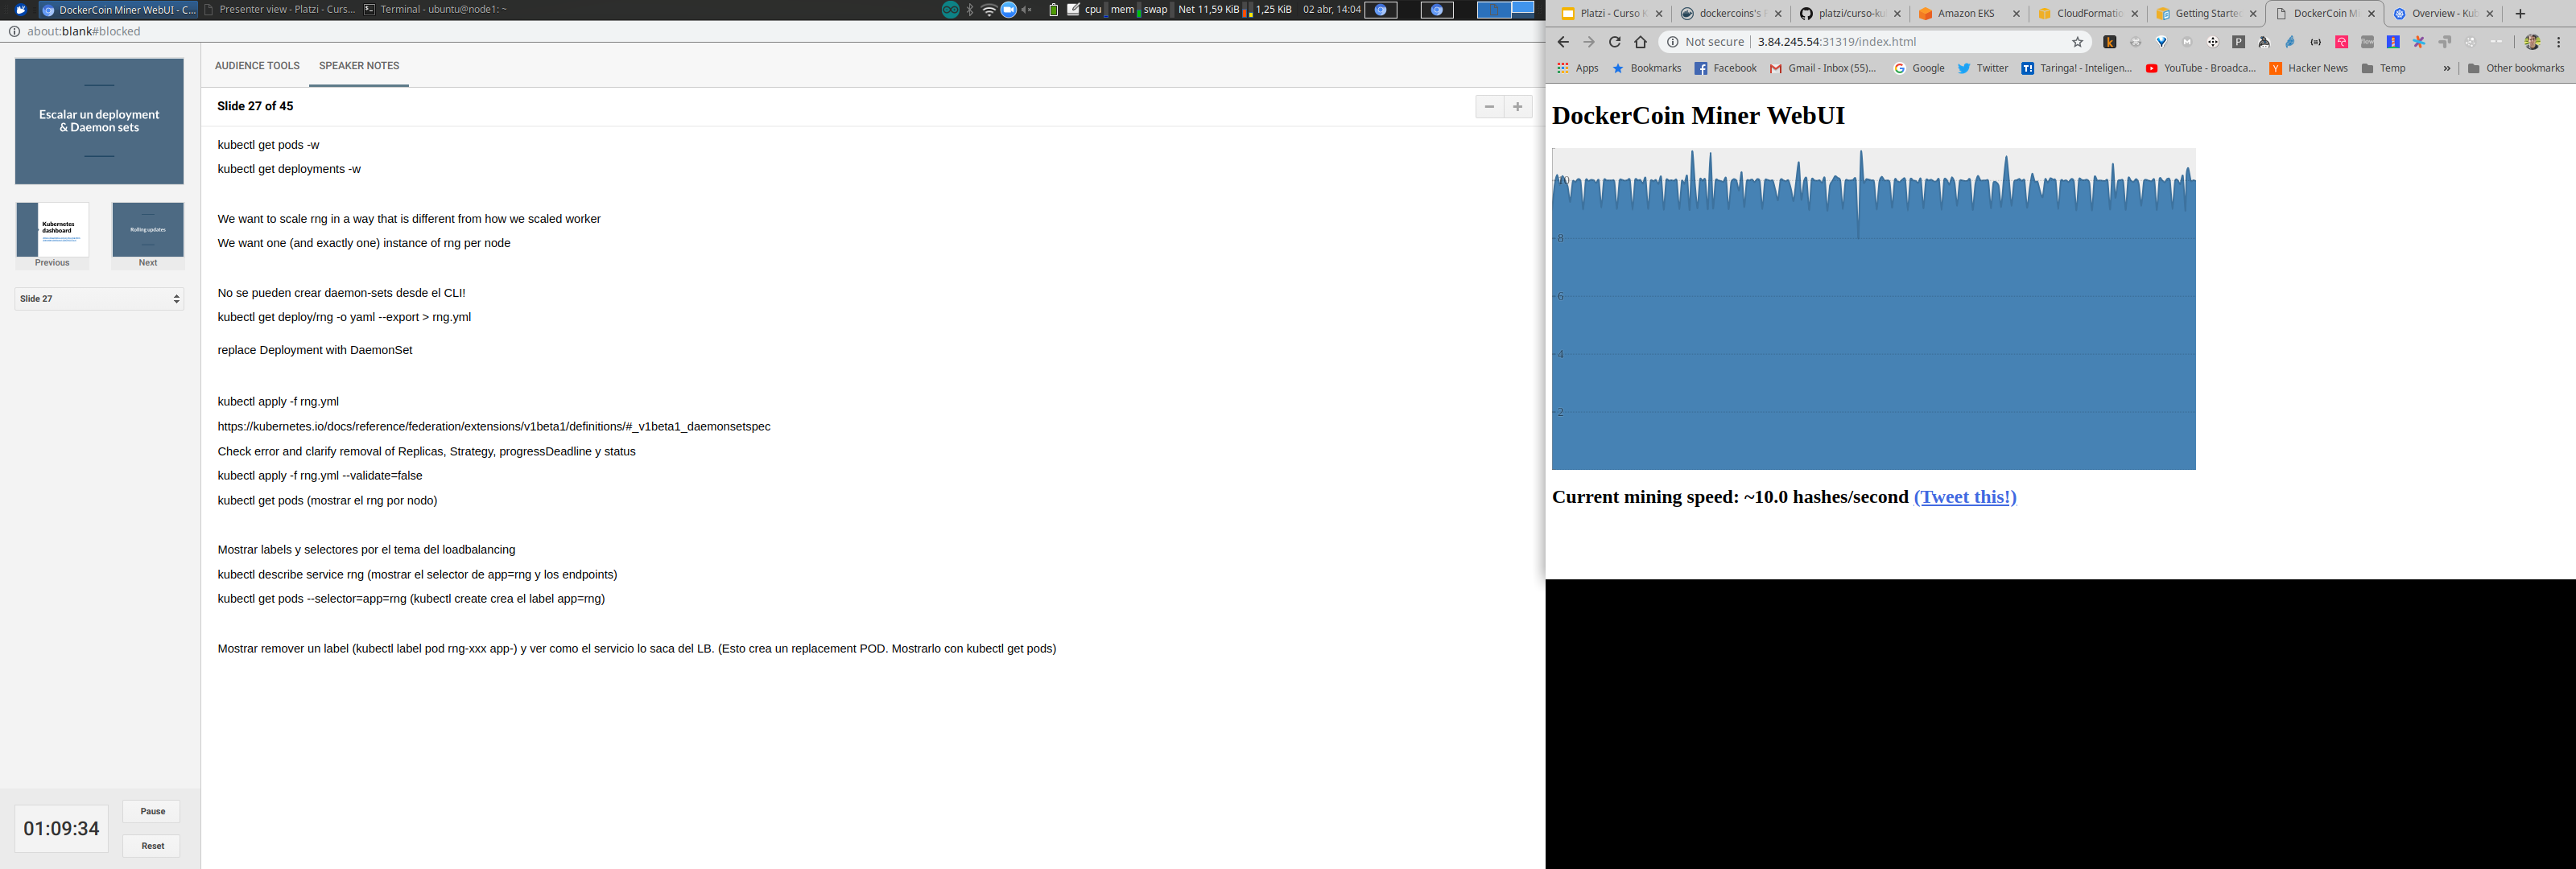 DockerCoin Miner WebUI - C...
Presenter view - Platzi - Curs...
Terminal - ubuntu@node1: ~
cpu
mem
swap
Net 11,59 KiB
1,25 KiB
02 abr, 14:04
about:blank#blocked
Escalar un deployment
& Daemon sets
Kubernetes
dashboard
Previous
Rolling updates
Next
Slide 27
01:09:34
Pause
Reset
AUDIENCE TOOLS
SPEAKER NOTES
Slide 27 of 45
kubectl get pods -w
kubectl get deployments -w
We want to scale rng in a way that is different from how we scaled worker
We want one (and exactly one) instance of rng per node
No se pueden crear daemon-sets desde el CLI!
kubectl get deploy/rng -o yaml --export > rng.yml
replace Deployment with DaemonSet
kubectl apply -f rng.yml
https://kubernetes.io/docs/reference/federation/extensions/v1beta1/definitions/#_v1beta1_daemonsetspec
Check error and clarify removal of Replicas, Strategy, progressDeadline y status
kubectl apply -f rng.yml --validate=false
kubectl get pods (mostrar el rng por nodo)
Mostrar labels y selectores por el tema del loadbalancing
kubectl describe service rng (mostrar el selector de app=rng y los endpoints)
kubectl get pods --selector=app=rng (kubectl create crea el label app=rng)
Mostrar remover un label (kubectl label pod rng-xxx app-) y ver como el servicio lo saca del LB. (Esto crea un replacement POD. Mostrarlo con kubectl get pods)
Platzi - Curso K
dockercoins's
platzi/curso-ku
Amazon EKS
CloudFormatio
Getting Starte
DockerCoin M
Overview - Kub
Not secure
3.84.245.54:31319/index.html
Apps
Bookmarks
Facebook
Gmail - Inbox (55)...
Google
Twitter
Taringa! - Inteligen...
YouTube - Broadca...
Hacker News
Temp
»
Other bookmarks
DockerCoin Miner WebUI
10
8
6
4
2
Current mining speed: ~10.0 hashes/second (Tweet this!)